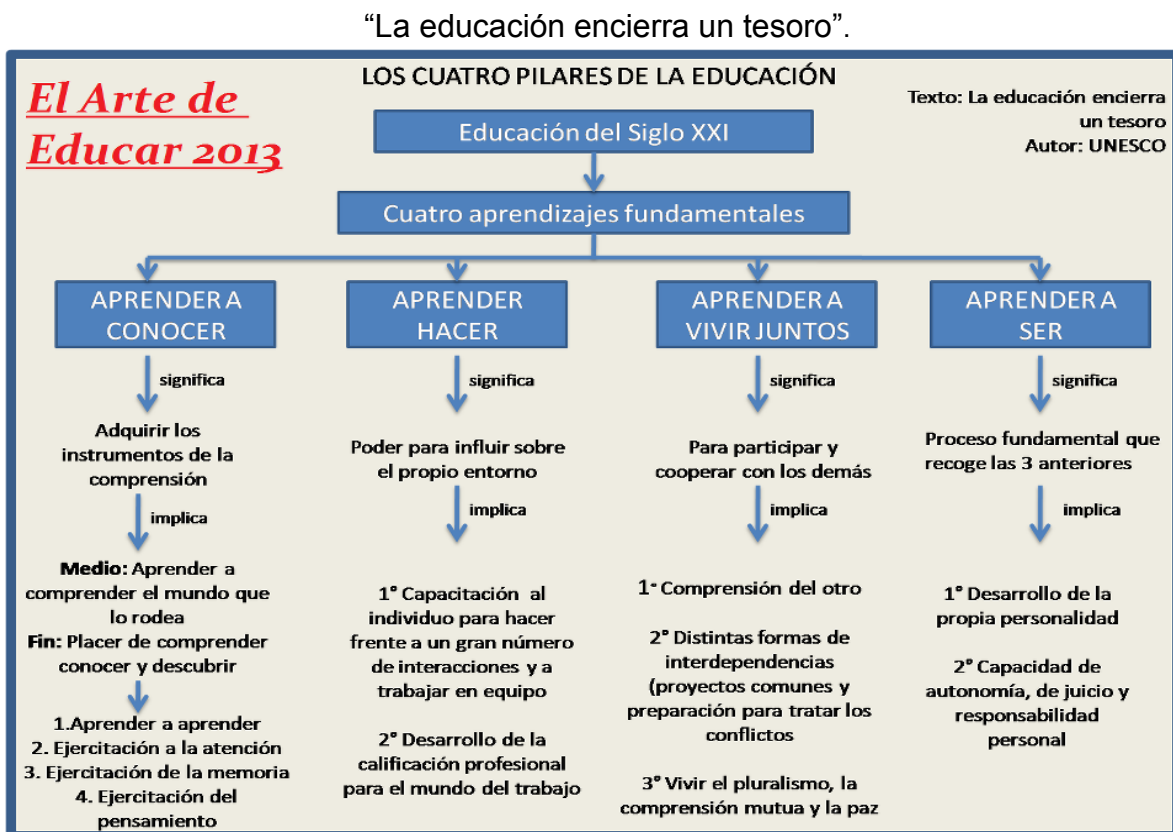 “La educación encierra un tesoro”.
El Arte de
Educar 2013
LOS CUATRO PILARES DE LA EDUCACIÓN
Texto: La educación encierra
un tesoro
Autor: UNESCO
Educación del Siglo XXI
Cuatro aprendizajes fundamentales
APRENDER A
CONOCER
significa
Adquirir los
instrumentos de la
comprensión
implica
Medio: Aprender a
comprender el mundo que
lo rodea
Fin: Placer de comprender
conocer y descubrir
1.Aprender a aprender
2. Ejercitación a la atención
3. Ejercitación de la memoria
4. Ejercitación del
pensamiento
APRENDER
HACER
significa
Poder para influir sobre
el propio entorno
implica
1° Capacitación al
individuo para hacer
frente a un gran número
de interacciones y a
trabajar en equipo
2° Desarrollo de la
calificación profesional
para el mundo del trabajo
APRENDER A
VIVIR JUNTOS
significa
Para participar y
cooperar con los demás
implica
1° Comprensión del otro
2° Distintas formas de
interdependencias
(proyectos comunes y
preparación para tratar los
conflictos
3° Vivir el pluralismo, la
comprensión mutua y la paz
APRENDER A
SER
significa
Proceso fundamental que
recoge las 3 anteriores
implica
1° Desarrollo de la
propia personalidad
2° Capacidad de
autonomía, de juicio y
responsabilidad
personal